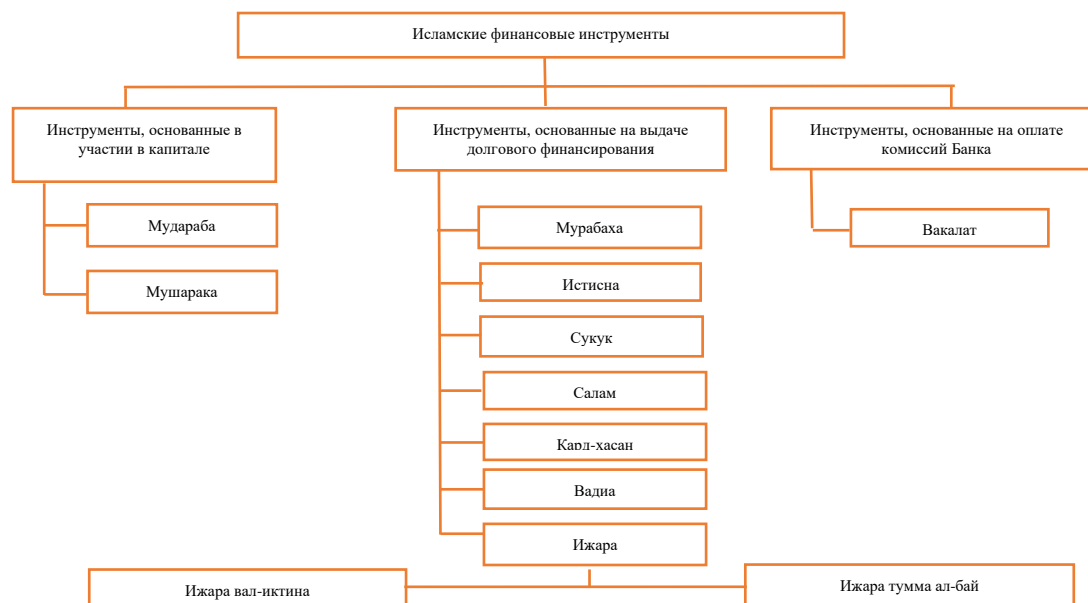 Исламские финансовые инструменты
Инструменты, основанные в
участии в капитале
Инструменты, основанные на выдаче
долгового финансирования
Инструменты, основанные на оплате
комиссий Банка
Мудараба
Мушарака
Мурабаха
Истисна
Сукук
Салам
Кард-хасан
Вадиа
Ижара
Вакалат
Ижара вал-иктина
Ижара тумма ал-бай